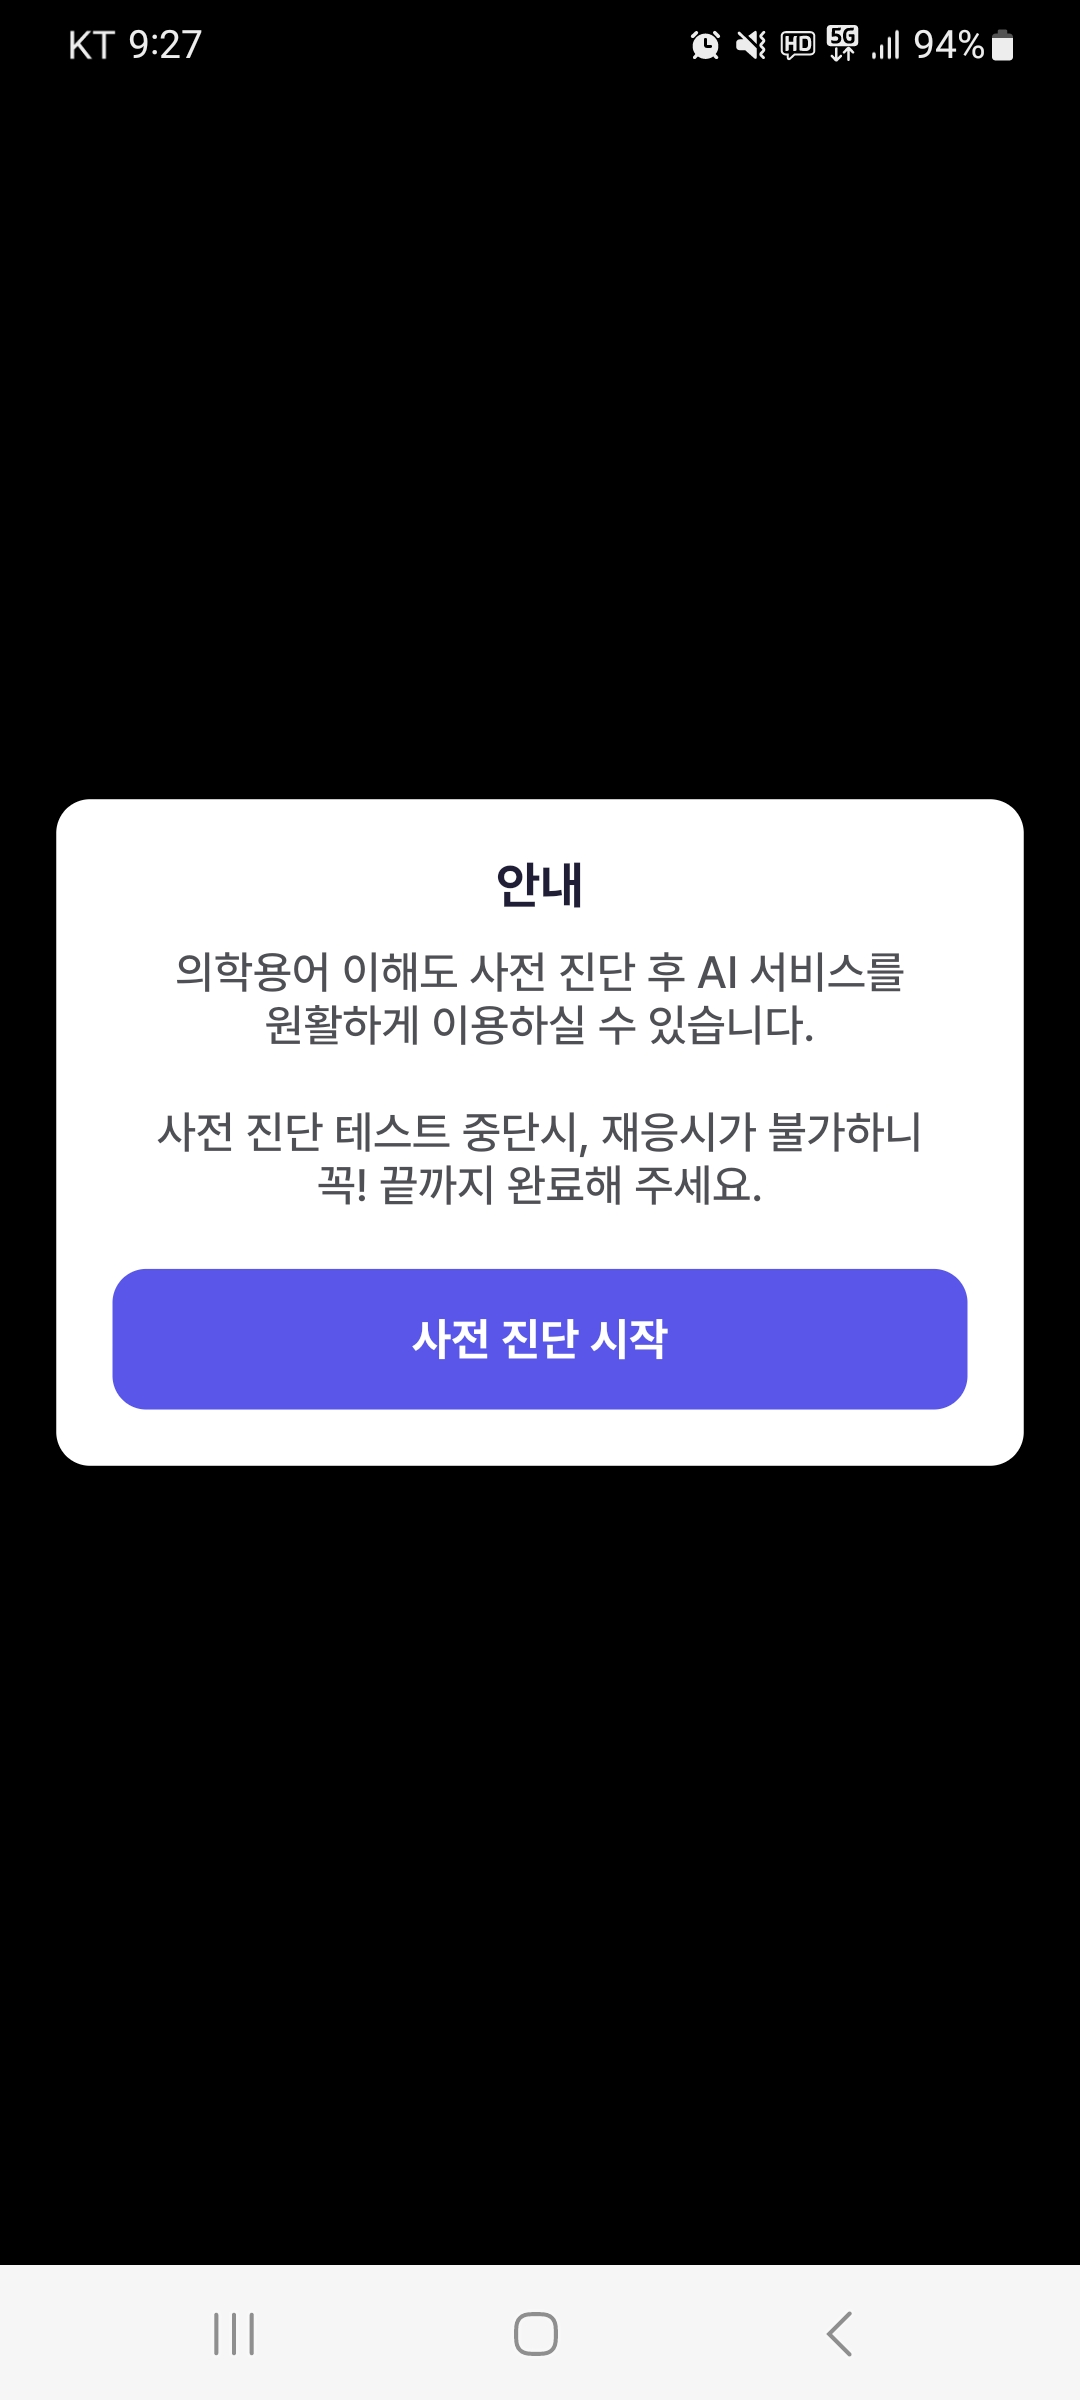 KT 9:27 HD 5G 94%
안내
의학용어 이해도 사전 진단 후 AI 서비스를
원활하게 이용하실 수 있습니다.
사전 진단 테스트 중단시, 재응시가 불가하니
꼭! 끝까지 완료해 주세요.
사전 진단 시작